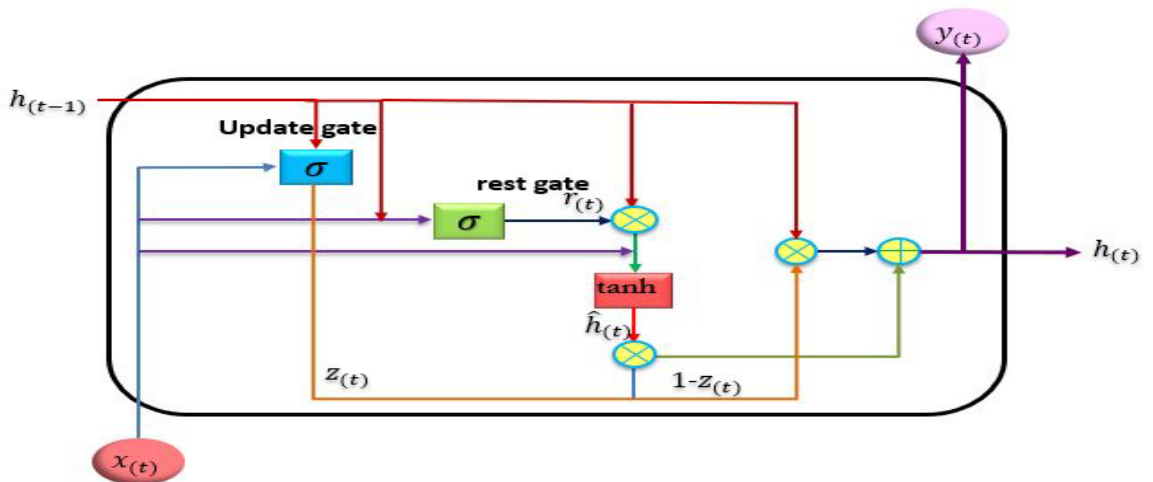 y(t)
h(t−1)
Update gate
σ
rest gate
r(t)
σ
h(t)
tanh
ĥ(t)
z(t)
1-z(t)
x(t)